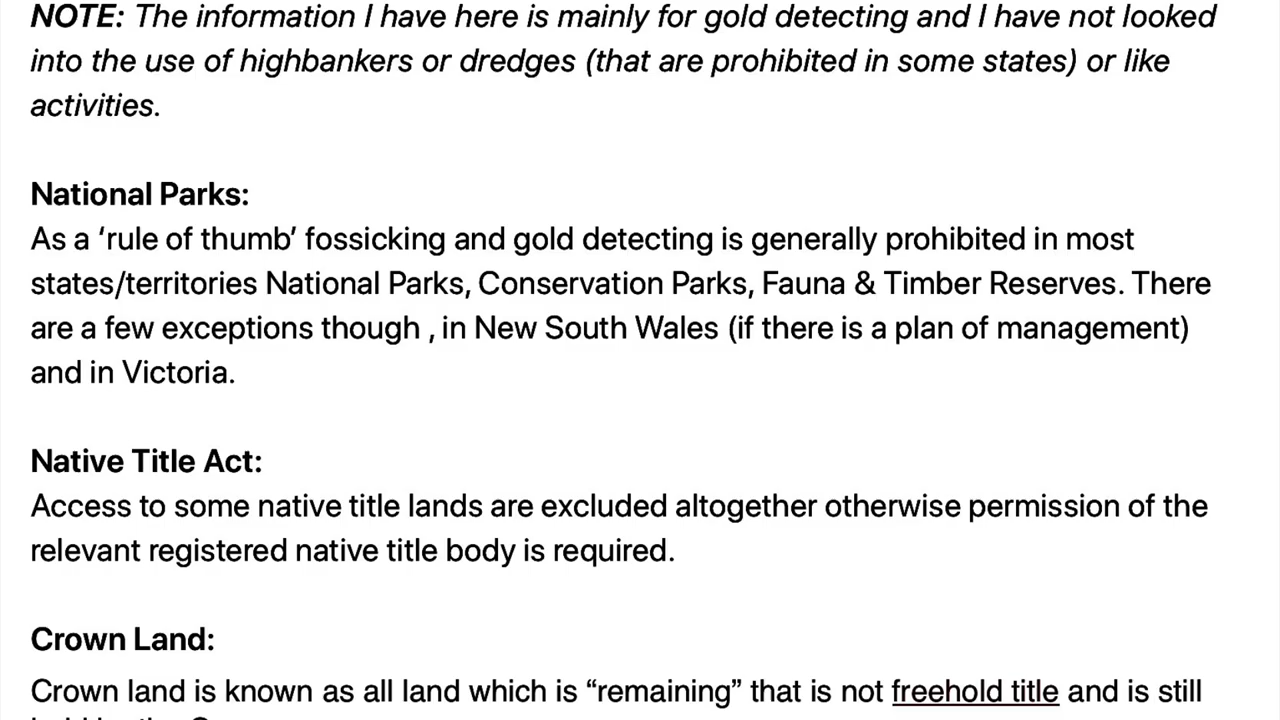 NOTE: The information I have here is mainly for gold detecting and I have not looked
into the use of highbankers or dredges (that are prohibited in some states) or like
activities.
National Parks:
As a ‘rule of thumb’ fossicking and gold detecting is generally prohibited in most
states/territories National Parks, Conservation Parks, Fauna & Timber Reserves. There
are a few exceptions though , in New South Wales (if there is a plan of management)
and in Victoria.
Native Title Act:
Access to some native title lands are excluded altogether otherwise permission of the
relevant registered native title body is required.
Crown Land:
Crown land is known as all land which is “remaining” that is not freehold title and is still